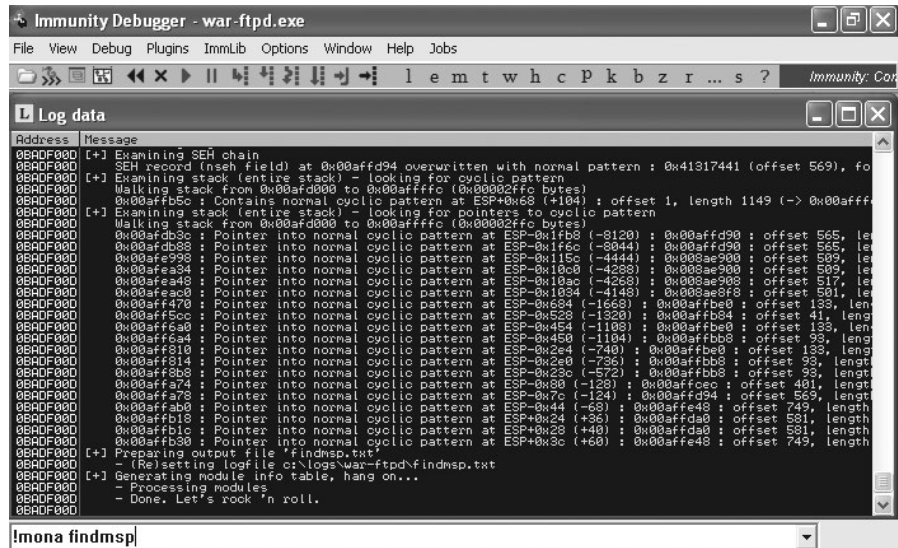 Immunity Debugger - war-ftpd.exe
File View Debug Plugins ImmLib Options Window Help Jobs
l e m t w h c P k b z r ... s ? Immunity: Con
L Log data
Address Message
0BADF00D [+] Examining SEH chain
0BADF00D SEH record (nseh field) at 0x00affd94 overwritten with normal pattern : 0x41317441 (offset 569), fo
0BADF00D [+] Examining stack (entire stack) - looking for cyclic pattern
0BADF00D Walking stack from 0x00afd000 to 0x00affffc (0x00002ffc bytes)
0BADF00D 0x00affb5c : Contains normal cyclic pattern at ESP+0x68 (+104) : offset 1, length 1149 (-> 0x00afff
0BADF00D [+] Examining stack (entire stack) - looking for pointers to cyclic pattern
0BADF00D Walking stack from 0x00afd000 to 0x00affffc (0x00002ffc bytes)
0BADF00D 0x00afdb3c : Pointer into normal cyclic pattern at ESP-0x1fb8 (-8120) : 0x00affd90 : offset 565, le
0BADF00D 0x00afdb88 : Pointer into normal cyclic pattern at ESP-0x1f6c (-8044) : 0x00affd90 : offset 565, le
0BADF00D 0x00afe998 : Pointer into normal cyclic pattern at ESP-0x115c (-4444) : 0x008ae900 : offset 509, le
0BADF00D 0x00afea34 : Pointer into normal cyclic pattern at ESP-0x10c0 (-4288) : 0x008ae900 : offset 509, le
0BADF00D 0x00afea48 : Pointer into normal cyclic pattern at ESP-0x10ac (-4268) : 0x008ae908 : offset 517, le
0BADF00D 0x00afeac0 : Pointer into normal cyclic pattern at ESP-0x1034 (-4148) : 0x008ae8f8 : offset 501, le
0BADF00D 0x00aff470 : Pointer into normal cyclic pattern at ESP-0x684 (-1668) : 0x00affbe0 : offset 133, len
0BADF00D 0x00aff5cc : Pointer into normal cyclic pattern at ESP-0x528 (-1320) : 0x00affb84 : offset 41, leng
0BADF00D 0x00aff6a0 : Pointer into normal cyclic pattern at ESP-0x454 (-1108) : 0x00affbe0 : offset 133, len
0BADF00D 0x00aff6a4 : Pointer into normal cyclic pattern at ESP-0x450 (-1104) : 0x00affbb8 : offset 93, leng
0BADF00D 0x00aff810 : Pointer into normal cyclic pattern at ESP-0x2e4 (-740) : 0x00affbe0 : offset 133, leng
0BADF00D 0x00aff814 : Pointer into normal cyclic pattern at ESP-0x2e0 (-736) : 0x00affbb8 : offset 93, lengt
0BADF00D 0x00aff8b8 : Pointer into normal cyclic pattern at ESP-0x23c (-572) : 0x00affbb8 : offset 93, lengt
0BADF00D 0x00affa74 : Pointer into normal cyclic pattern at ESP-0x80 (-128) : 0x00affcec : offset 401, lengt
0BADF00D 0x00affa78 : Pointer into normal cyclic pattern at ESP-0x7c (-124) : 0x00affd94 : offset 569, lengt
0BADF00D 0x00affab0 : Pointer into normal cyclic pattern at ESP-0x44 (-68) : 0x00affe48 : offset 749, length
0BADF00D 0x00affb18 : Pointer into normal cyclic pattern at ESP+0x24 (+36) : 0x00affda0 : offset 581, length
0BADF00D 0x00affb1c : Pointer into normal cyclic pattern at ESP+0x28 (+40) : 0x00affda0 : offset 581, length
0BADF00D 0x00affb30 : Pointer into normal cyclic pattern at ESP+0x3c (+60) : 0x00affe48 : offset 749, length
0BADF00D [+] Preparing output file 'findmsp.txt'
0BADF00D - (Re)setting logfile c:\logs\war-ftpd\findmsp.txt
0BADF00D [+] Generating module info table, hang on...
0BADF00D - Processing modules
0BADF00D - Done. Let's rock 'n roll.
0BADF00D
!mona findmsp